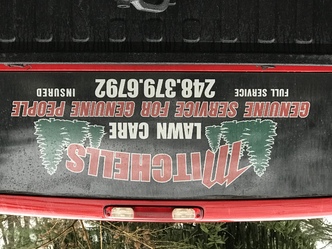 MITCHELLS
LAWN CARE
GENUINE SERVICE FOR GENUINE PEOPLE
FULL SERVICE 248.379.6792 INSURED